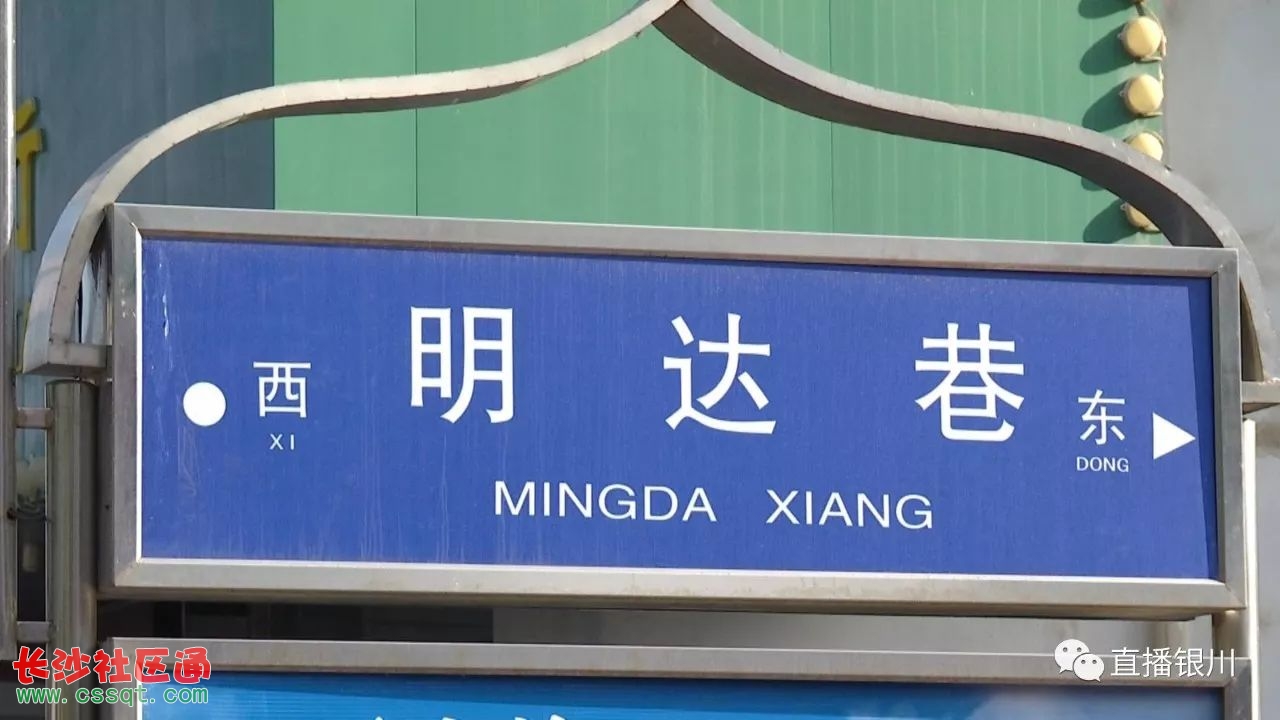 西 明 达 巷 东
XI DONG
MINGDA XIANG
长沙社区通
www.cssqt.com
直播银川